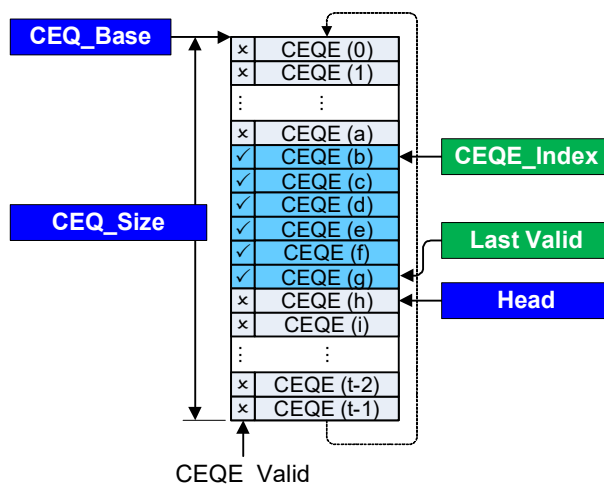 CEQ_Base
× CEQE (0)
× CEQE (1)
⋮ ⋮
× CEQE (a)
✓ CEQE (b)
CEQE_Index
✓ CEQE (c)
✓ CEQE (d)
CEQ_Size
✓ CEQE (e)
Last Valid
✓ CEQE (f)
✓ CEQE (g)
× CEQE (h)
Head
× CEQE (i)
⋮ ⋮
× CEQE (t-2)
× CEQE (t-1)
CEQE Valid